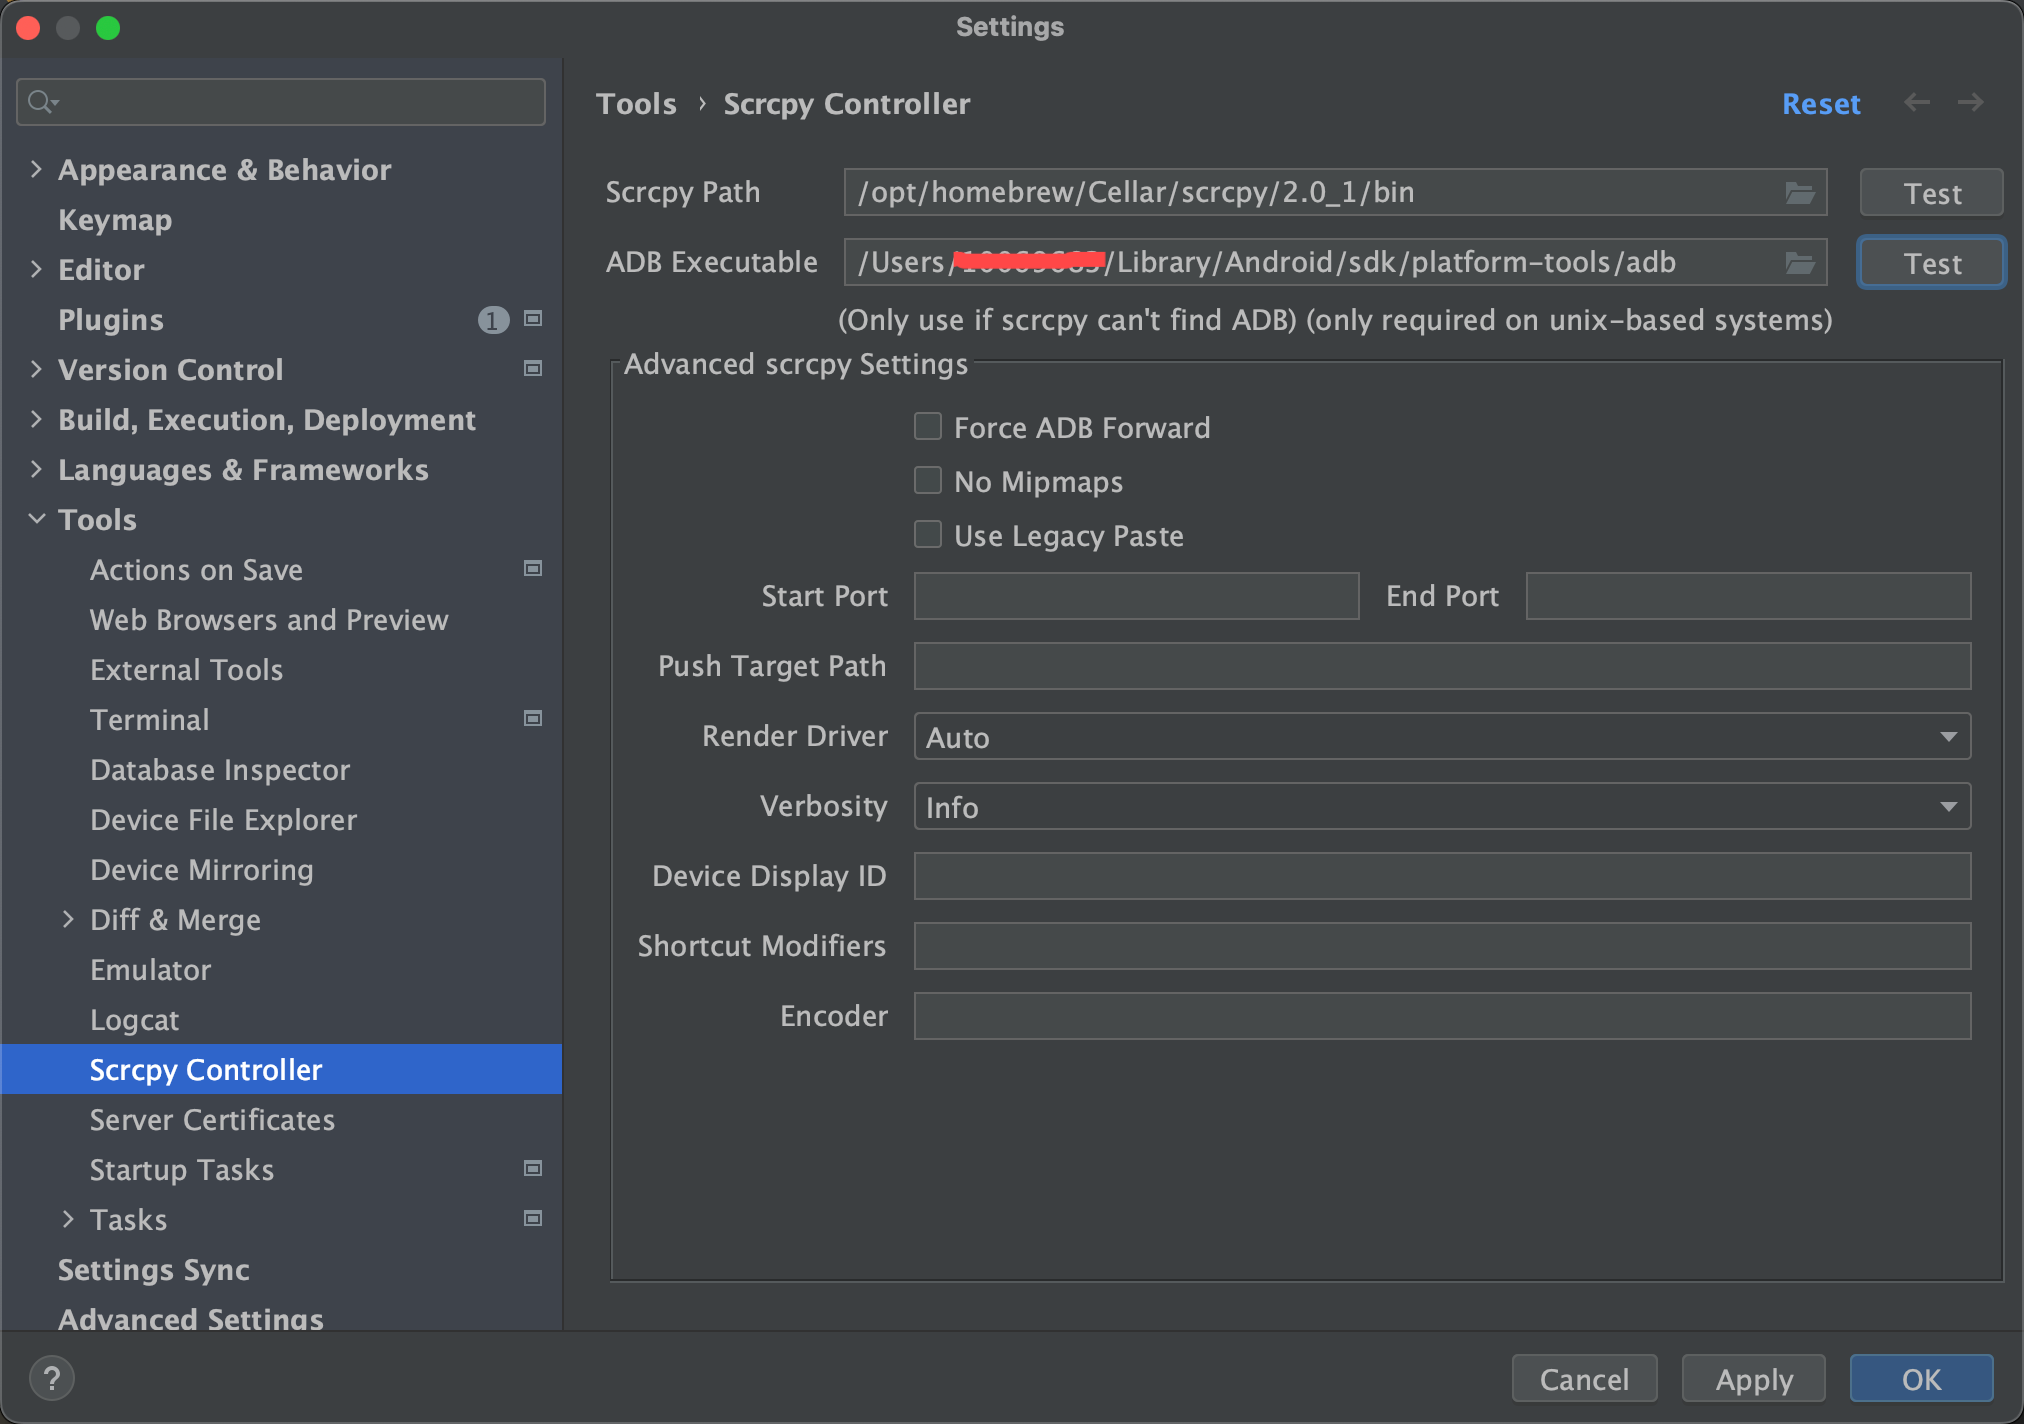 Settings
Tools › Scrcpy Controller
Reset
Appearance & Behavior
Keymap
Editor
Plugins 1
Version Control
Build, Execution, Deployment
Languages & Frameworks
Tools
Actions on Save
Web Browsers and Preview
External Tools
Terminal
Database Inspector
Device File Explorer
Device Mirroring
Diff & Merge
Emulator
Logcat
Scrcpy Controller
Server Certificates
Startup Tasks
Tasks
Settings Sync
Advanced Settings
Scrcpy Path /opt/homebrew/Cellar/scrcpy/2.0_1/bin Test
ADB Executable /Users/ /Library/Android/sdk/platform-tools/adb Test
(Only use if scrcpy can't find ADB) (only required on unix-based systems)
Advanced scrcpy Settings
Force ADB Forward
No Mipmaps
Use Legacy Paste
Start Port End Port
Push Target Path
Render Driver Auto
Verbosity Info
Device Display ID
Shortcut Modifiers
Encoder
? Cancel Apply OK